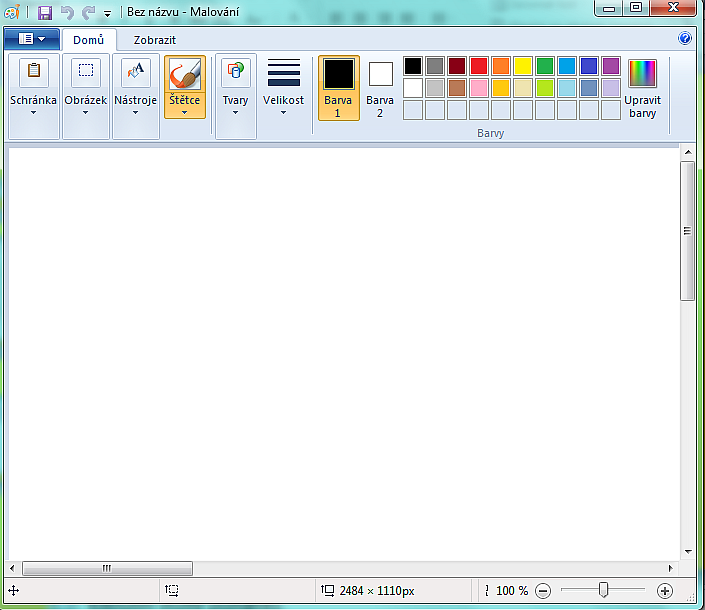 Bez názvu - Malování
Domů
Zobrazit
Schránka
Obrázek
Nástroje
Štětce
Tvary
Velikost
Barva 1
Barva 2
Upravit barvy
Barvy
2484 × 1110px
100 %